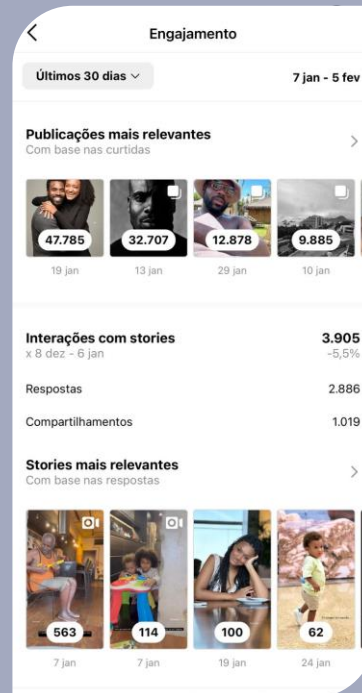 Engajamento
Últimos 30 dias
7 jan - 5 fev
Publicações mais relevantes
Com base nas curtidas
47.785 32.707 12.878 9.885
19 jan 13 jan 29 jan 10 jan
Interações com stories 3.905
x 8 dez - 6 jan -5,5%
Respostas 2.886
Compartilhamentos 1.019
Stories mais relevantes
Com base nas respostas
563 114 100 62
7 jan 7 jan 19 jan 24 jan